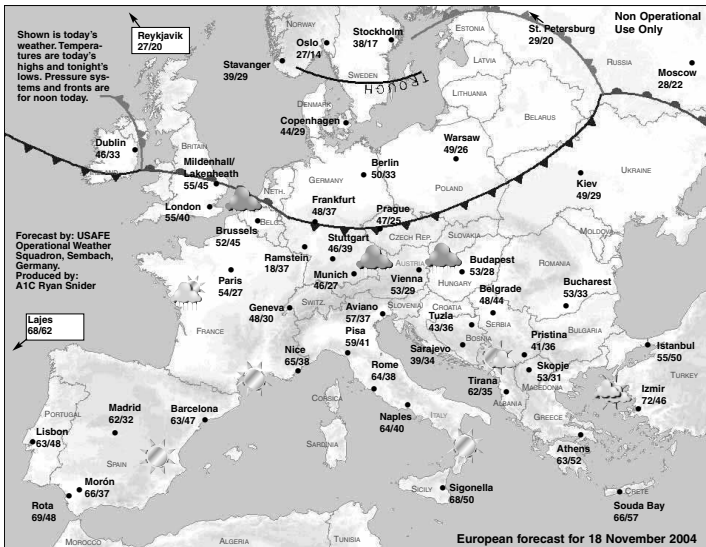 Non Operational
Use Only
Shown is today's
weather. Tempera-
tures are today's
highs and tonight's
lows. Pressure sys-
tems and fronts are
for noon today.
Reykjavik
27/20
NORWAY
Oslo
27/14
Stockholm
38/17
ESTONIA
St. Petersburg
29/20
LATVIA
RUSSIA
Stavanger
39/29
SWEDEN
TROUGH
Moscow
28/22
LITHUANIA
DENMARK
Copenhagen
44/29
BELARUS
Dublin
46/33
BRITAIN
Mildenhall/
Lakenheath
55/45
Warsaw
49/26
Berlin
50/33
GERMANY
POLAND
NETH.
UKRAINE
Kiev
49/29
London
55/40
Frankfurt
48/37
Prague
47/25
BELG.
Brussels
52/45
Stuttgart
46/39
CZECH REP.
SLOVAKIA
MOLDOVA
Forecast by: USAFE
Operational Weather
Squadron, Sembach,
Germany.
Produced by:
A1C Ryan Snider
Ramstein
18/37
Paris
54/27
Munich
46/27
AUSTRIA
Vienna
53/29
Budapest
53/28
HUNGARY
ROMANIA
Geneva
48/30
SWITZ.
Aviano
57/37
SLOVENIA
CROATIA
Belgrade
48/44
Bucharest
53/33
Lajes
68/62
FRANCE
Pisa
59/41
Tuzla
43/36
SERBIA
BOSNIA
Pristina
41/36
BULGARIA
Nice
65/38
Sarajevo
39/34
Istanbul
55/50
Rome
64/38
Skopje
53/31
Tirana
62/35
MACEDONIA
ALBANIA
TURKEY
Izmir
72/46
PORTUGAL
Madrid
62/32
Barcelona
63/47
CORSICA
Naples
64/40
ITALY
GREECE
Lisbon
63/48
SPAIN
SARDINIA
Athens
63/52
Morón
66/37
Rota
69/48
SICILY
Sigonella
68/50
CRETE
Souda Bay
66/57
MOROCCO
ALGERIA
TUNISIA
European forecast for 18 November 2004